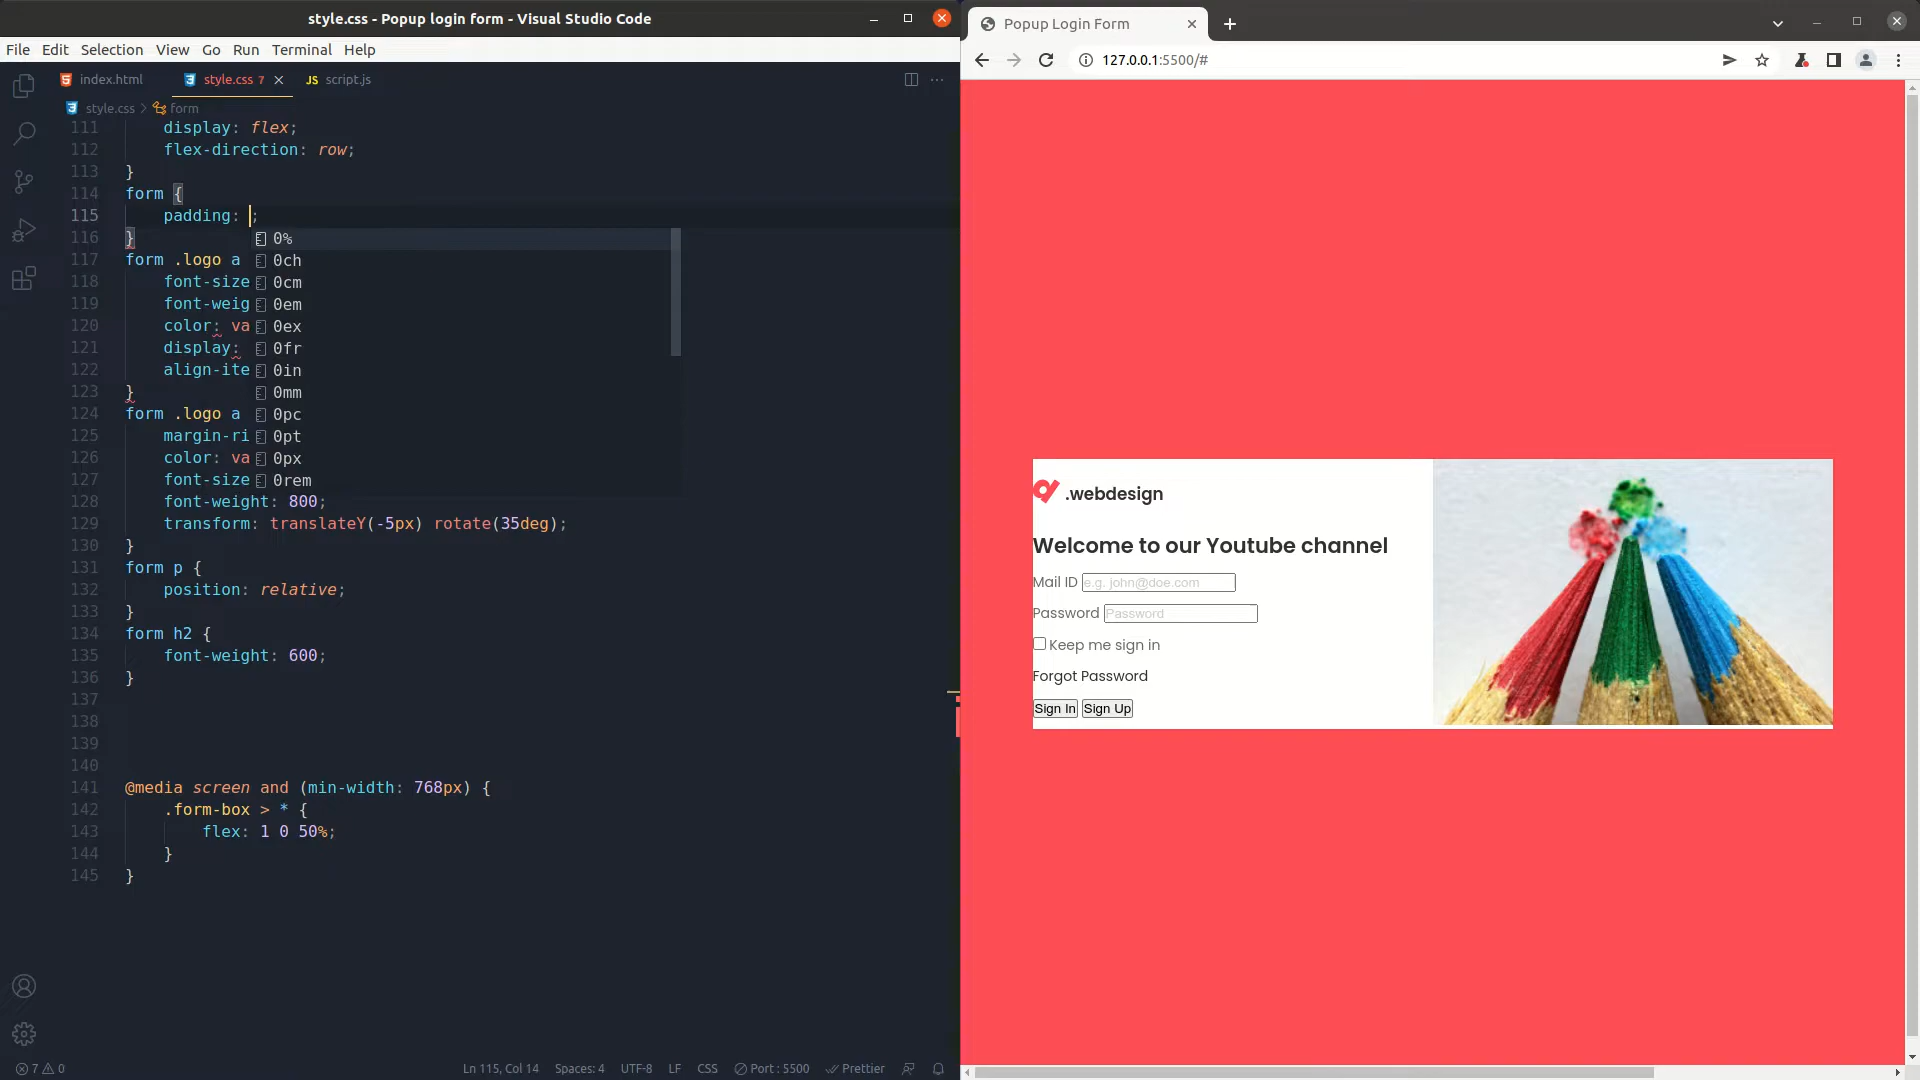 style.css - Popup login form - Visual Studio Code
File Edit Selection View Go Run Terminal Help
index.html
style.css 7
JS script.js
style.css > form
111 display: flex;
112 flex-direction: row;
113 }
114 form {
115 padding: ;
116 }
117 form .logo a
118 font-size
119 font-weig
120 color: va
121 display:
122 align-ite
123 }
124 form .logo a
125 margin-ri
126 color: va
127 font-size
128 font-weight: 800;
129 transform: translateY(-5px) rotate(35deg);
130 }
131 form p {
132 position: relative;
133 }
134 form h2 {
135 font-weight: 600;
136 }
137
138
139
140
141 @media screen and (min-width: 768px) {
142 .form-box > * {
143 flex: 1 0 50%;
144 }
145 }
0%
0ch
0cm
0em
0ex
0fr
0in
0mm
0pc
0pt
0px
0rem
7 0
Ln 115, Col 14 Spaces: 4 UTF-8 LF CSS Port : 5500 Prettier
Popup Login Form
127.0.0.1:5500/#
.webdesign
Welcome to our Youtube channel
Mail ID e.g. john@doe.com
Password Password
Keep me sign in
Forgot Password
Sign In Sign Up